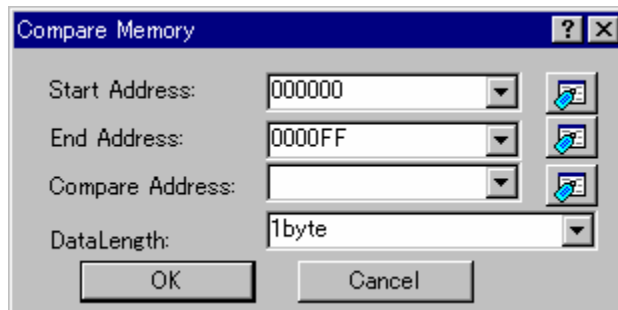 Compare Memory
Start Address: 000000
End Address: 0000FF
Compare Address:
DataLength: 1byte
OK Cancel